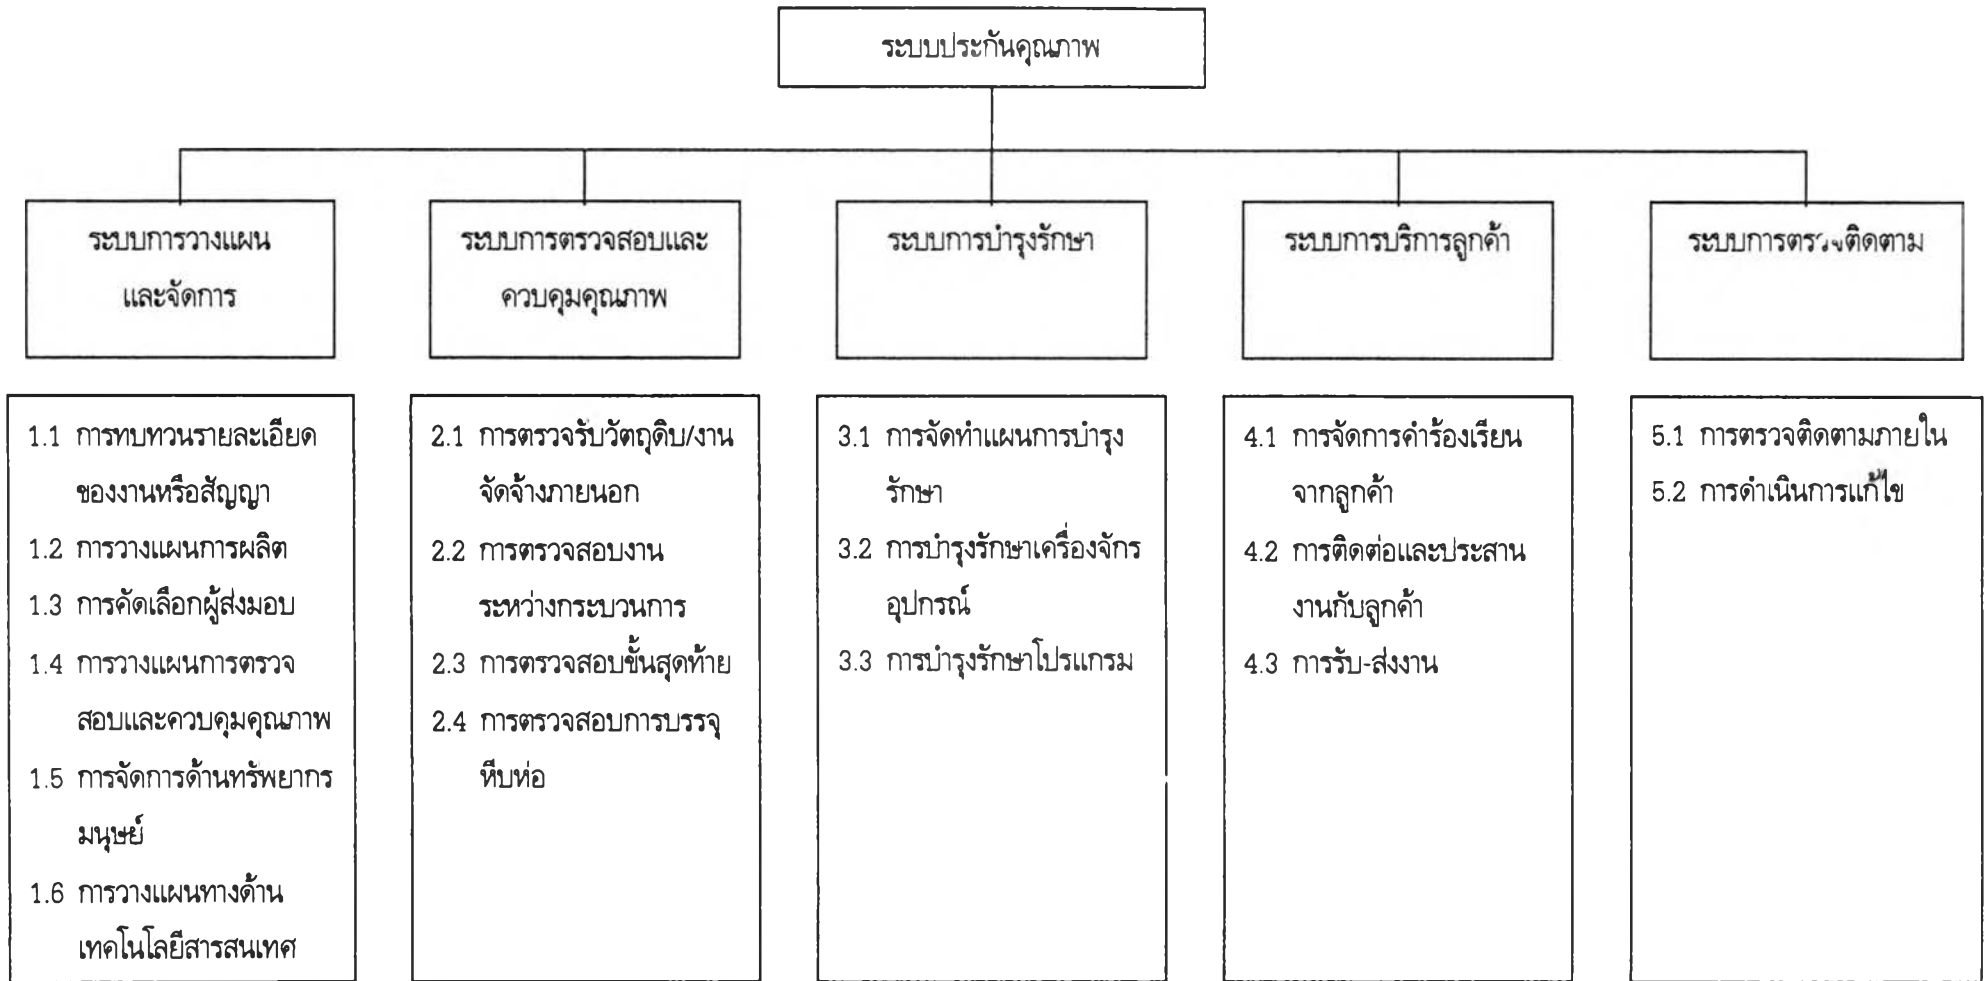 ระบบประกันคุณภาพ
ระบบการวางแผน
และจัดการ
ระบบการตรวจสอบและ
ควบคุมคุณภาพ
ระบบการบำรุงรักษา
ระบบการบริการลูกค้า
ระบบการตรวจติดตาม
1.1 การทบทวนรายละเอียด
ของงานหรือสัญญา
1.2 การวางแผนการผลิต
1.3 การคัดเลือกผู้ส่งมอบ
1.4 การวางแผนการตรวจ
สอบและควบคุมคุณภาพ
1.5 การจัดการด้านทรัพยากร
มนุษย์
1.6 การวางแผนทางด้าน
เทคโนโลยีสารสนเทศ
2.1 การตรวจรับวัตถุดิบ/งาน
จัดจ้างภายนอก
2.2 การตรวจสอบงาน
ระหว่างกระบวนการ
2.3 การตรวจสอบขั้นสุดท้าย
2.4 การตรวจสอบการบรรจุ
หีบห่อ
3.1 การจัดทำแผนการบำรุง
รักษา
3.2 การบำรุงรักษาเครื่องจักร
อุปกรณ์
3.3 การบำรุงรักษาโปรแกรม
4.1 การจัดการคำร้องเรียน
จากลูกค้า
4.2 การติดต่อและประสาน
งานกับลูกค้า
4.3 การรับ-ส่งงาน
5.1 การตรวจติดตามภายใน
5.2 การดำเนินการแก้ไข